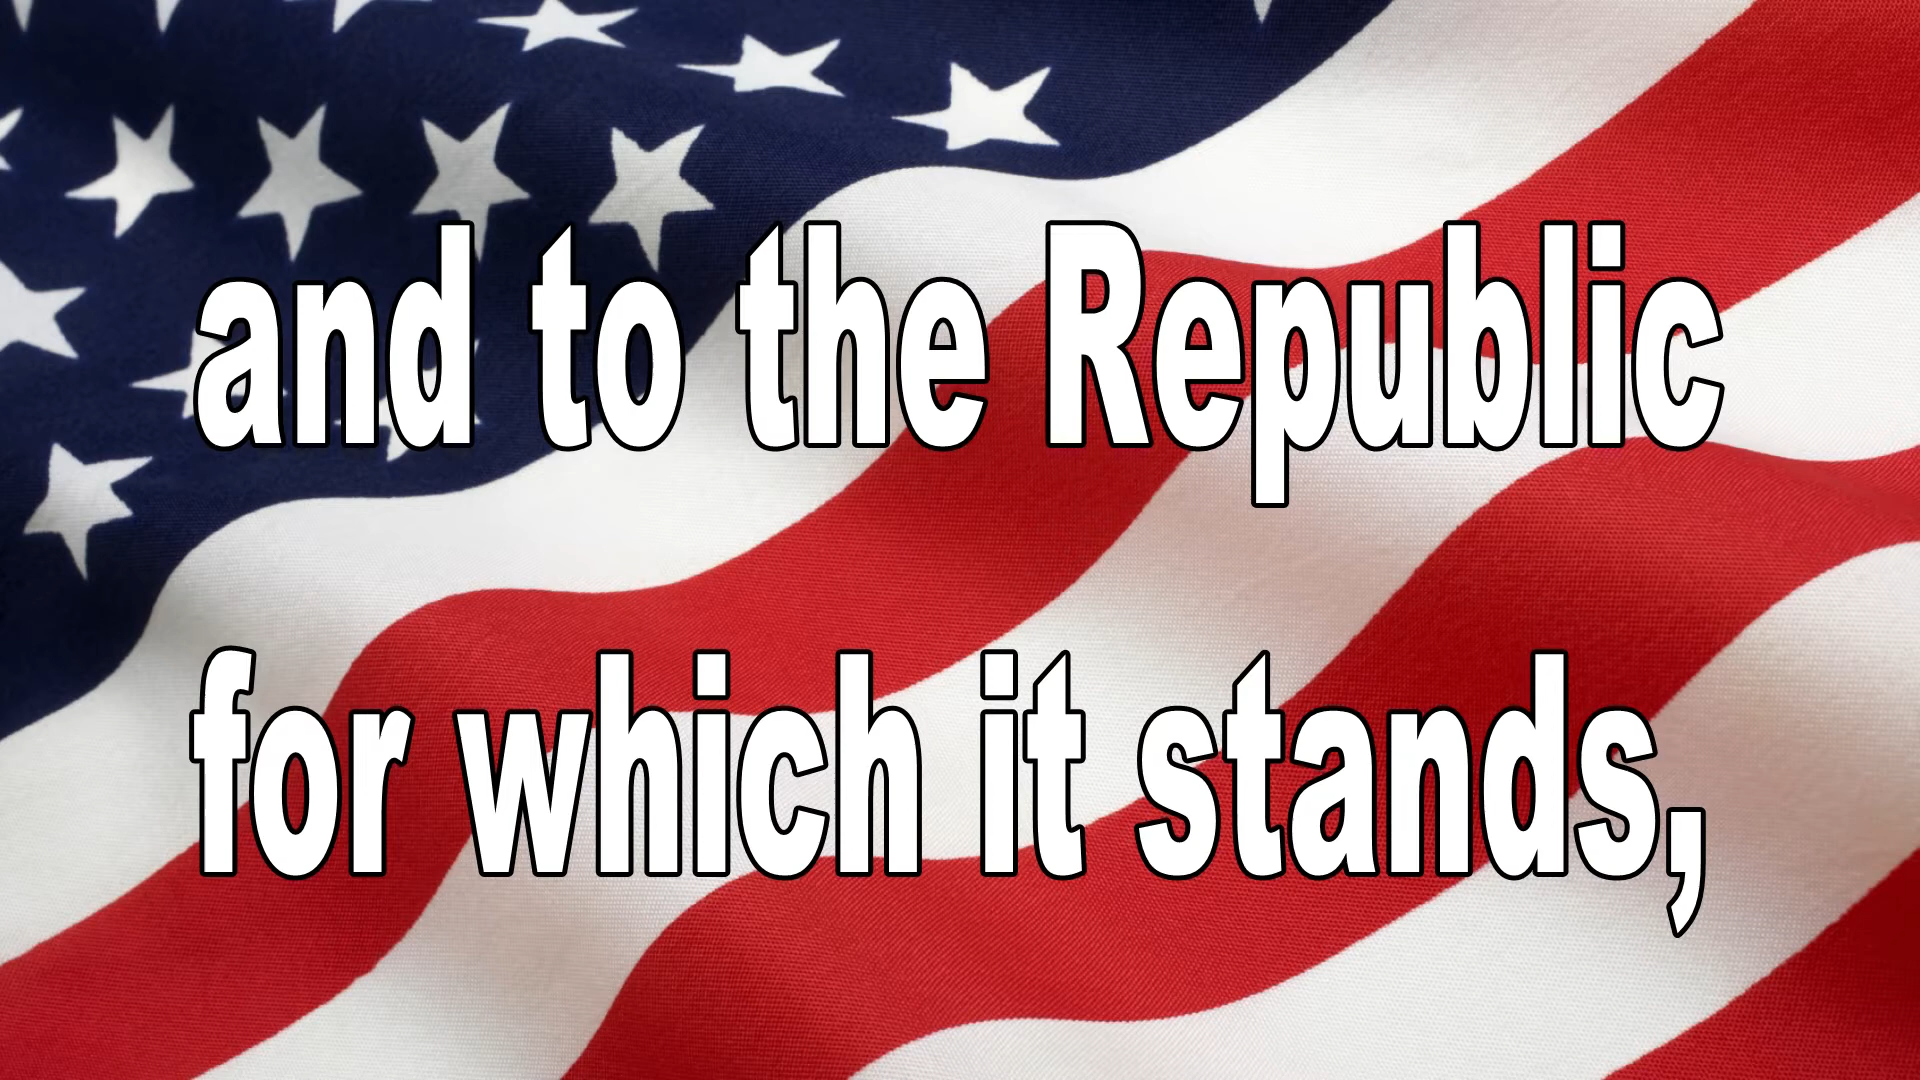 and to the Republic
for which it stands,